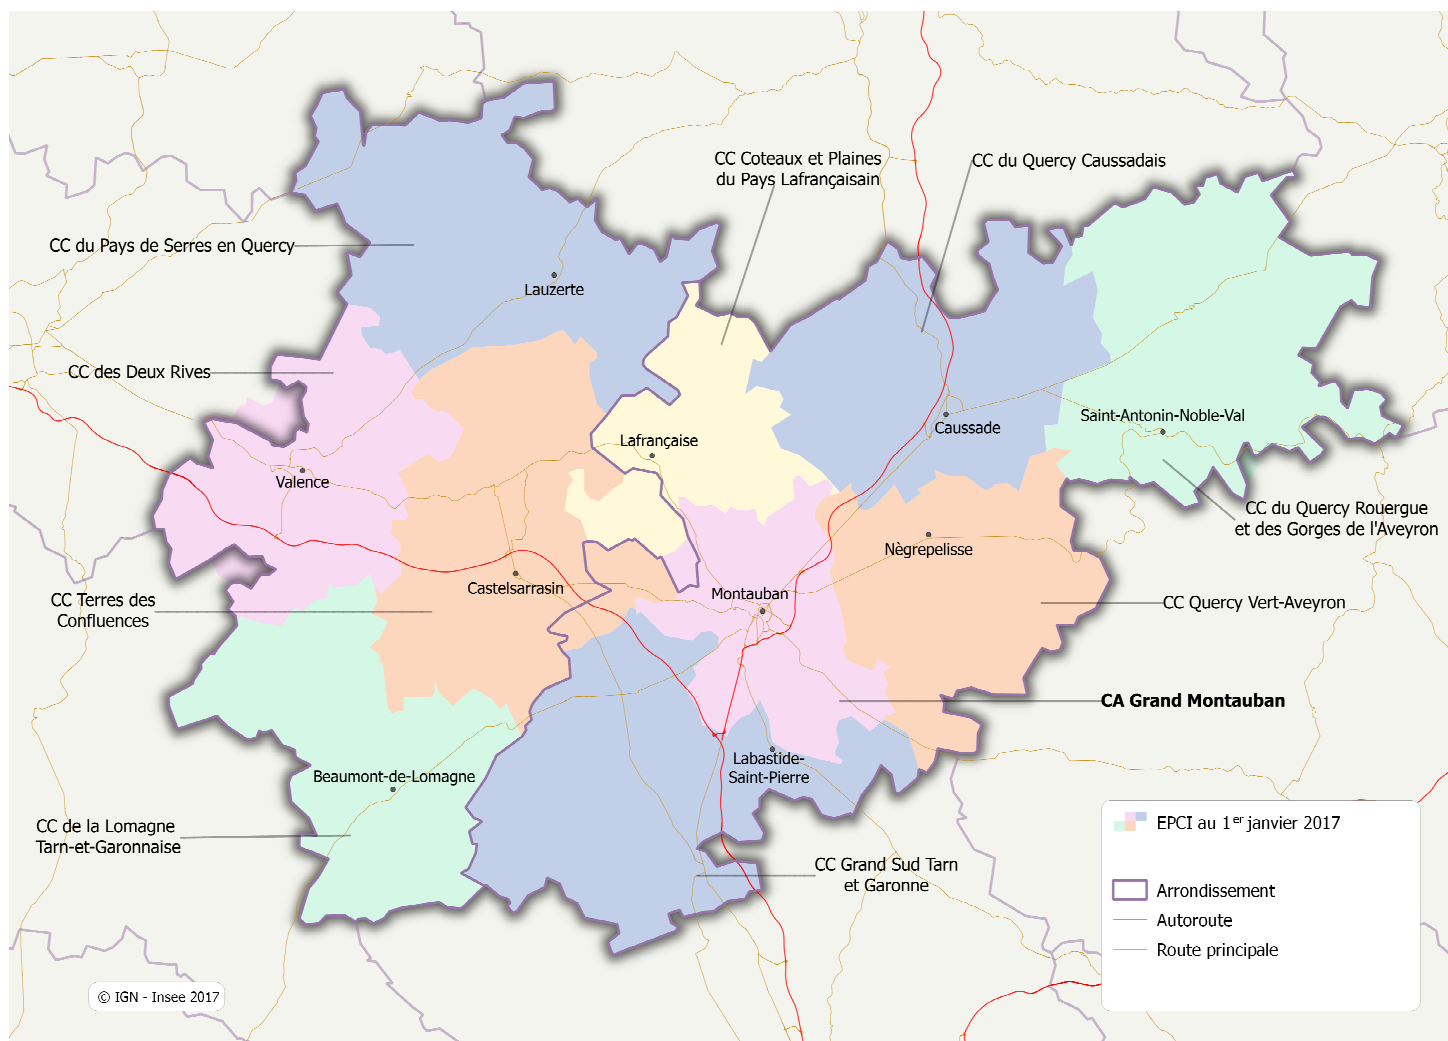 CC Coteaux et Plaines
du Pays Lafrançaisain
CC du Quercy Caussadais
CC du Pays de Serres en Quercy
Lauzerte
CC des Deux Rives
Saint-Antonin-Noble-Val
Caussade
Lafrançaise
Valence
CC du Quercy Rouergue
et des Gorges de l'Aveyron
Nègrepelisse
Castelsarrasin
Montauban
CC Terres des
Confluences
CC Quercy Vert-Aveyron
CA Grand Montauban
Labastide-
Saint-Pierre
Beaumont-de-Lomagne
CC de la Lomagne
Tarn-et-Garonnaise
CC Grand Sud Tarn
et Garonne
EPCI au 1er janvier 2017
Arrondissement
Autoroute
Route principale
© IGN - Insee 2017